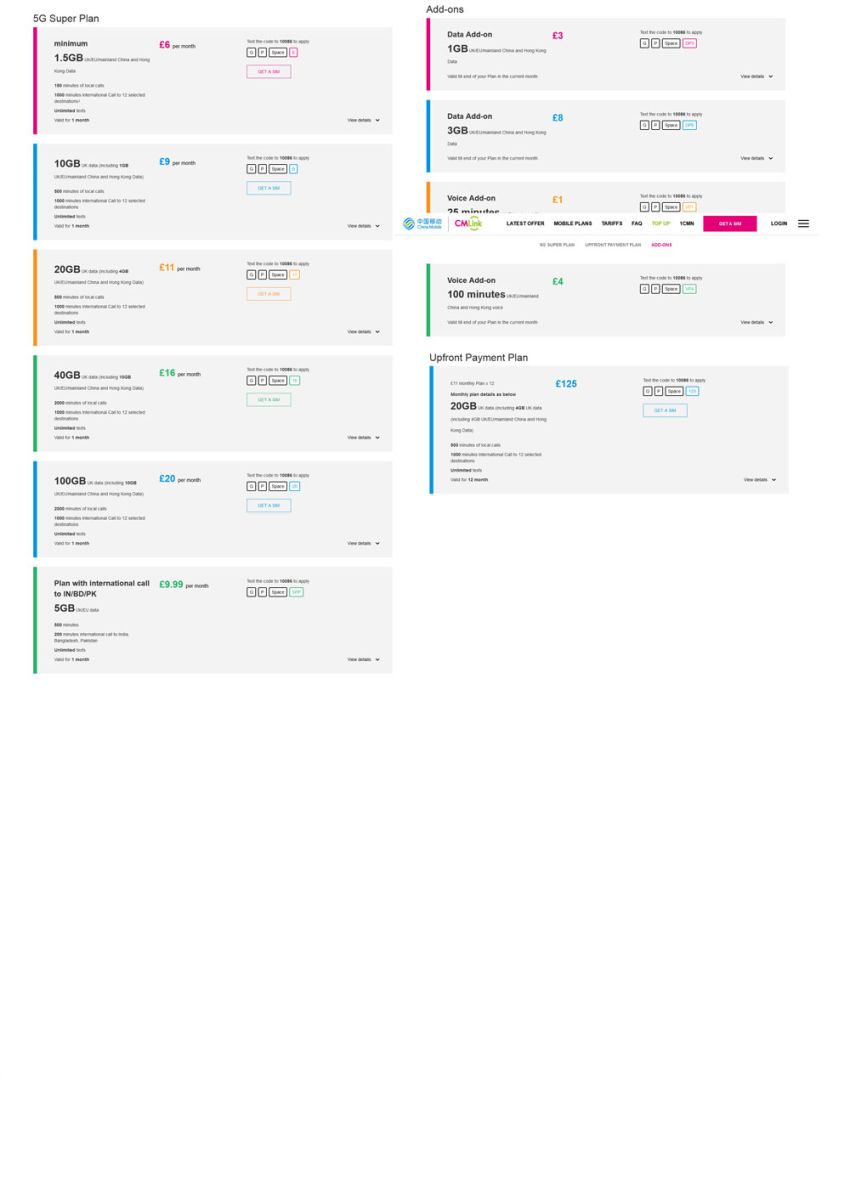 5G Super Plan
minimum
£6 per month
1.5GB UK/EU/mainland China and Hong
Kong Data
150 minutes of local calls
1000 minutes International Call to 12 selected
destinations
Unlimited texts
Valid for 1 month
Text the code to 10086 to apply
G P Space 6
GET A SIM
View details
10GB UK data (including 1GB
UK/EU/mainland China and Hong Kong Data)
£9 per month
500 minutes of local calls
1000 minutes International Call to 12 selected
destinations
Unlimited texts
Valid for 1 month
Text the code to 10086 to apply
G P Space 9
GET A SIM
View details
20GB UK data (including 4GB
UK/EU/mainland China and Hong Kong Data)
£11 per month
800 minutes of local calls
1000 minutes International Call to 12 selected
destinations
Unlimited texts
Valid for 1 month
Text the code to 10086 to apply
G P Space 11
GET A SIM
View details
40GB UK data (including 10GB
UK/EU/mainland China and Hong Kong Data)
£16 per month
2000 minutes of local calls
1000 minutes International Call to 12 selected
destinations
Unlimited texts
Valid for 1 month
Text the code to 10086 to apply
G P Space 16
GET A SIM
View details
100GB UK data (including 10GB
UK/EU/mainland China and Hong Kong Data)
£20 per month
2000 minutes of local calls
1000 minutes International Call to 12 selected
destinations
Unlimited texts
Valid for 1 month
Text the code to 10086 to apply
G P Space 20
GET A SIM
View details
Plan with international call
to IN/BD/PK
£9.99 per month
5GB UK/EU data
500 minutes
200 minutes international call to India,
Bangladesh, Pakistan
Unlimited texts
Valid for 1 month
Text the code to 10086 to apply
G P Space
View details
Add-ons
Data Add-on
£3
1GB UK/EU/mainland China and Hong Kong
Data
Valid till end of your Plan in the current month
Text the code to 10086 to apply
G P Space DP3
View details
Data Add-on
£8
3GB UK/EU/mainland China and Hong Kong
Data
Valid till end of your Plan in the current month
Text the code to 10086 to apply
G P Space DP8
View details
Voice Add-on
£1
25 minutes
Text the code to 10086 to apply
G P Space VP1
中国移动
China Mobile
CMLink
LATEST OFFER MOBILE PLANS TARIFFS FAQ TOP UP 1CMN GET A SIM LOGIN
5G SUPER PLAN UPFRONT PAYMENT PLAN ADD-ONS
Voice Add-on
£4
100 minutes UK/EU/mainland
China and Hong Kong voice
Valid till end of your Plan in the current month
Text the code to 10086 to apply
G P Space VP4
View details
Upfront Payment Plan
£11 Monthly Plan x 12
£125
Monthly plan details as below
20GB UK data (including 4GB UK data
(including 4GB UK/EU/mainland China and Hong
Kong Data)
800 minutes of local calls
1000 minutes International Call to 12 selected
destinations
Unlimited texts
Valid for 12 month
Text the code to 10086 to apply
G P Space 125
GET A SIM
View details